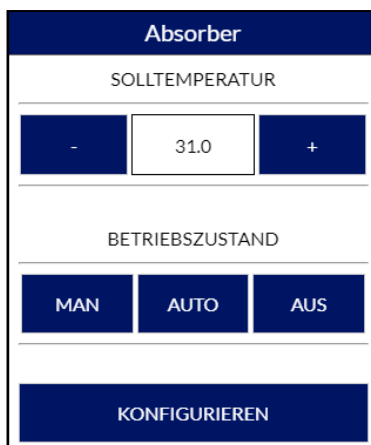 Absorber
SOLLTEMPERATUR
- 31.0 +
BETRIEBSZUSTAND
MAN AUTO AUS
KONFIGURIEREN